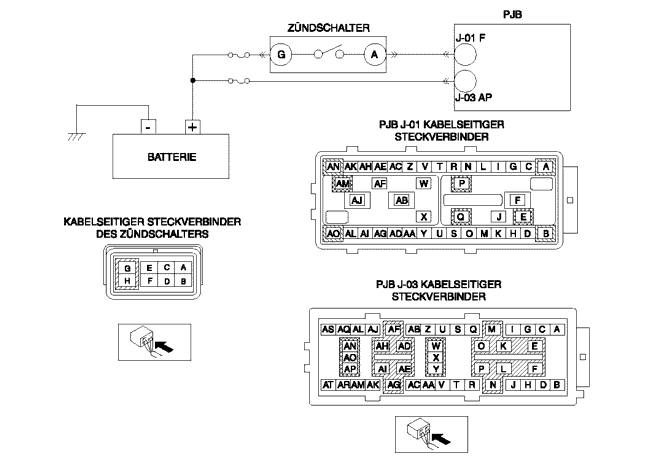 ZÜNDSCHALTER
PJB
J-01 F
G
A
J-03 AP
-
+
BATTERIE
PJB J-01 KABELSEITIGER
STECKVERBINDER
AN AK AH AE AC Z V T R N L I G C A
AM AF W P
AJ AB F
X Q J E
AO AL AI AG AD AA Y U S O M K H D B
KABELSEITIGER STECKVERBINDER
DES ZÜNDSCHALTERS
G E C A
H F D B
PJB J-03 KABELSEITIGER
STECKVERBINDER
AS AQ AL AJ AF AB Z U S Q M I G C A
AN AH AD W O K E
AO X
AP AI AE Y P L F
AT AR AM AK AG AC AA V T R N J H D B